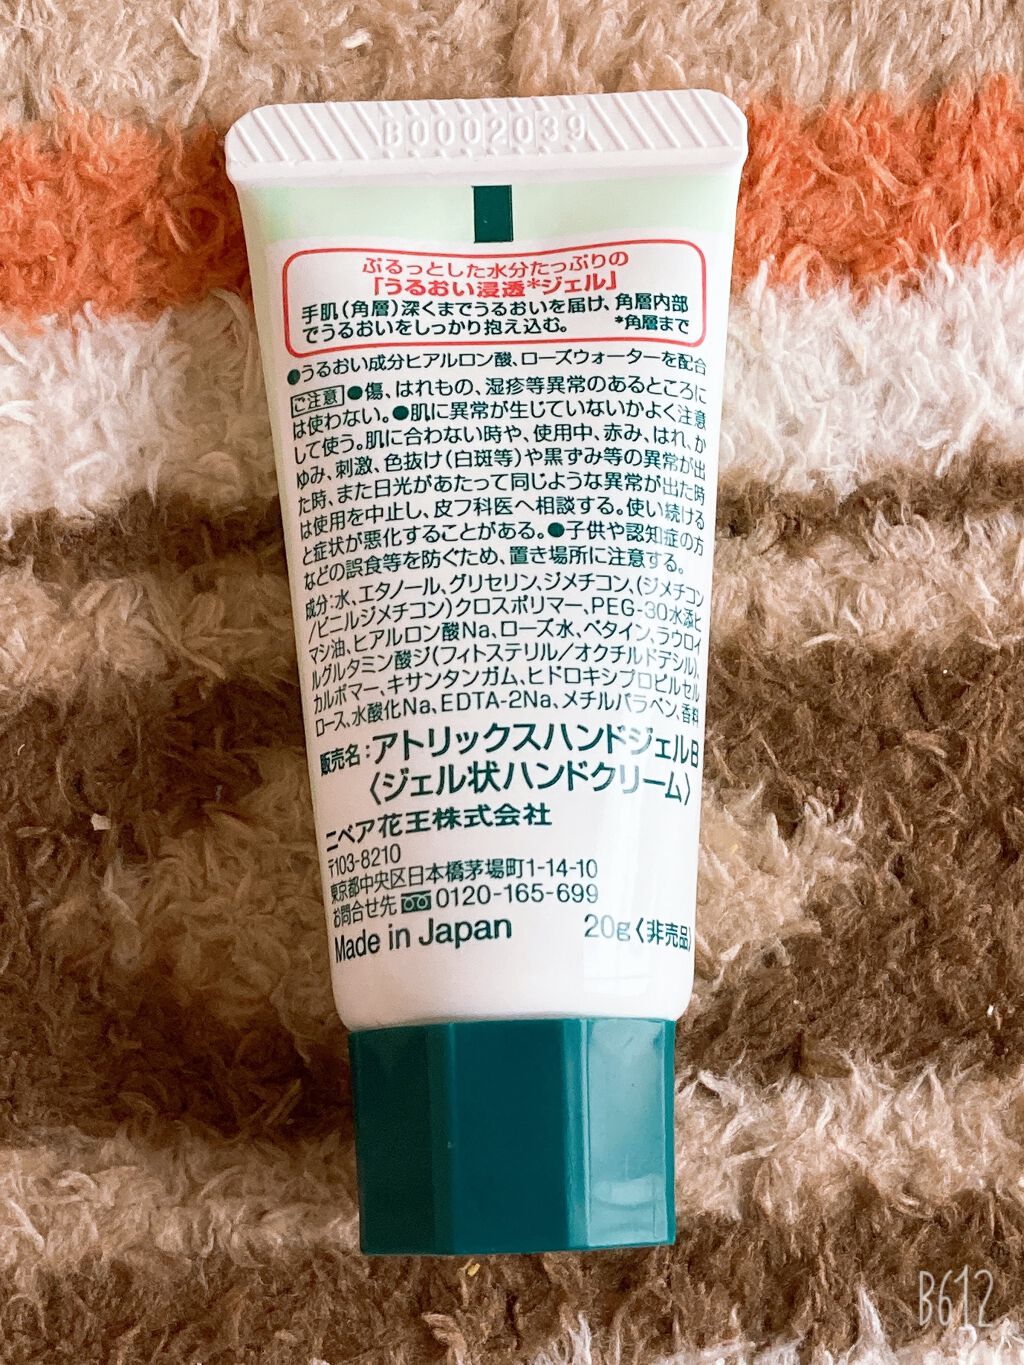 B0002039
ぷるっとした水分たっぷりの
「うるおい浸透*ジェル」
手肌(角層)深くまでうるおいを届け、角層内部
でうるおいをしっかり抱え込む。 *角層まで
●うるおい成分ヒアルロン酸、ローズウォーターを配合
ご注意 ●傷、はれもの、湿疹等異常のあるところに
は使わない。●肌に異常が生じていないかよく注意
して使う。肌に合わない時や、使用中、赤み、はれ、か
ゆみ、刺激、色抜け(白斑等)や黒ずみ等の異常が出
た時、また日光があたって同じような異常が出た時
は使用を中止し、皮フ科医へ相談する。使い続ける
と症状が悪化することがある。●子供や認知症の方
などの誤食等を防ぐため、置き場所に注意する。
成分:水、エタノール、グリセリン、ジメチコン、(ジメチコン
/ビニルジメチコン)クロスポリマー、PEG-30水添ヒ
マシ油、ヒアルロン酸Na、ローズ水、ベタイン、ラウロイ
ルグルタミン酸ジ(フィトステリル/オクチルドデシル)、
カルボマー、キサンタンガム、ヒドロキシプロピルセル
ロース、水酸化Na、EDTA-2Na、メチルパラベン、香料
販売名:アトリックスハンドジェルB
〈ジェル状ハンドクリーム〉
ニベア花王株式会社
〒103-8210
東京都中央区日本橋茅場町1-14-10
お問合せ先 0120-165-699
Made in Japan 20g〈非売品〉
B612